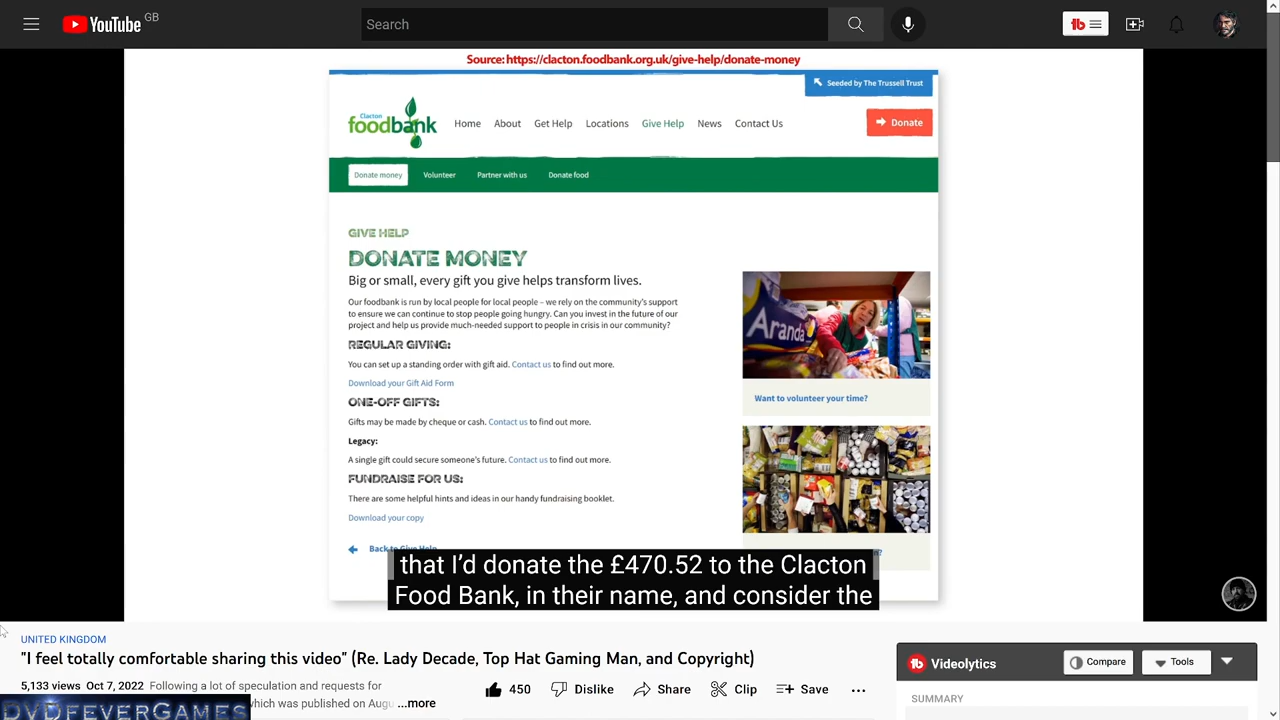 YouTube GB
Search
Source: https://clacton.foodbank.org.uk/give-help/donate-money
Seeded by The Trussell Trust
Clacton
foodbank
Home About Get Help Locations Give Help News Contact Us
Donate
Donate money Volunteer Partner with us Donate food
GIVE HELP
DONATE MONEY
Big or small, every gift you give helps transform lives.
Our foodbank is run by local people for local people – we rely on the community's support
to ensure we can continue to stop people going hungry. Can you invest in the future of our
project and help us provide much-needed support to people in crisis in our community?
REGULAR GIVING:
You can set up a standing order with gift aid. Contact us to find out more.
Download your Gift Aid Form
ONE-OFF GIFTS:
Gifts may be made by cheque or cash. Contact us to find out more.
Legacy:
A single gift could secure someone's future. Contact us to find out more.
FUNDRAISE FOR US:
There are some helpful hints and ideas in our handy fundraising booklet.
Download your copy
Aranda
Want to volunteer your time?
Back to Give Help
that I'd donate the £470.52 to the Clacton
Food Bank, in their name, and consider the
UNITED KINGDOM
"I feel totally comfortable sharing this video" (Re. Lady Decade, Top Hat Gaming Man, and Copyright)
5,133 views Oct 7, 2022 Following a lot of speculation and requests for
which was published on Augu ...more
450 Dislike Share Clip Save
DVDFEVERGAMES
Videolytics
Compare
Tools
SUMMARY